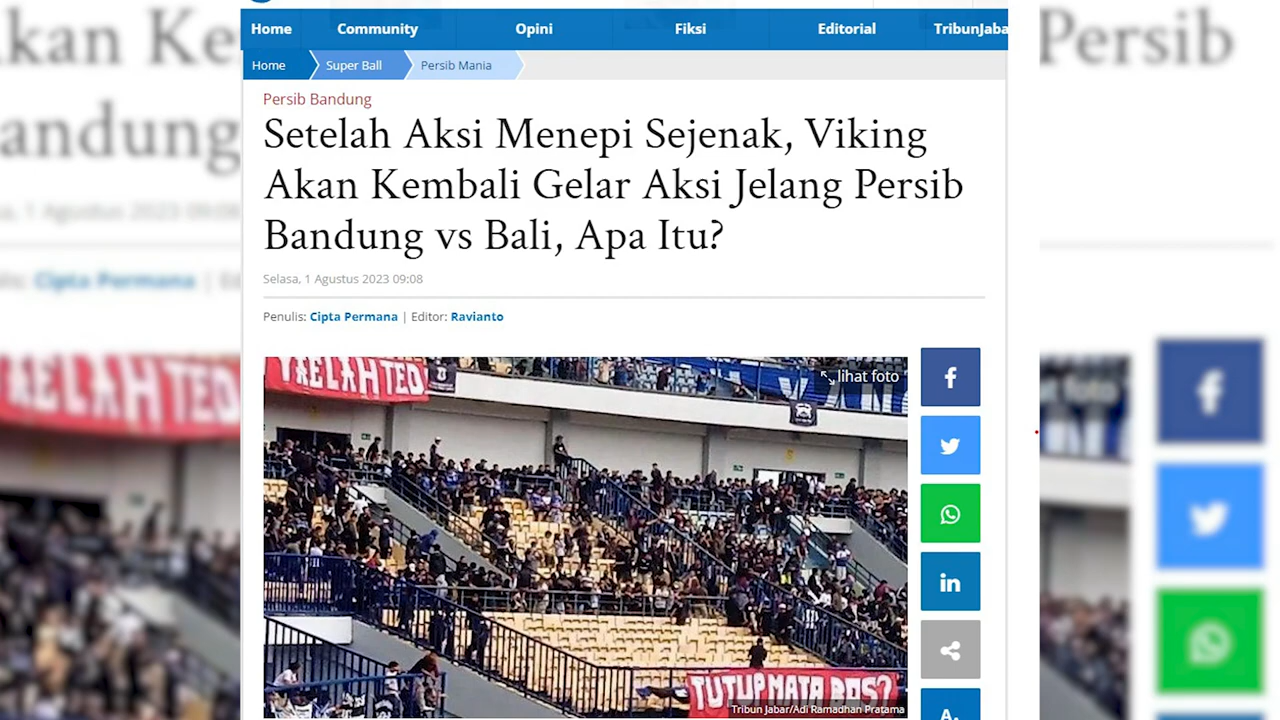 Home Community Opini Fiksi Editorial TribunJaba
Home Super Ball Persib Mania
Persib Bandung
Setelah Aksi Menepi Sejenak, Viking
Akan Kembali Gelar Aksi Jelang Persib
Bandung vs Bali, Apa Itu?
Selasa, 1 Agustus 2023 09:08
Penulis: Cipta Permana | Editor: Ravianto
lihat foto
TUTUP MATA BOS?
Tribun Jabar/Adi Ramadhan Pratama